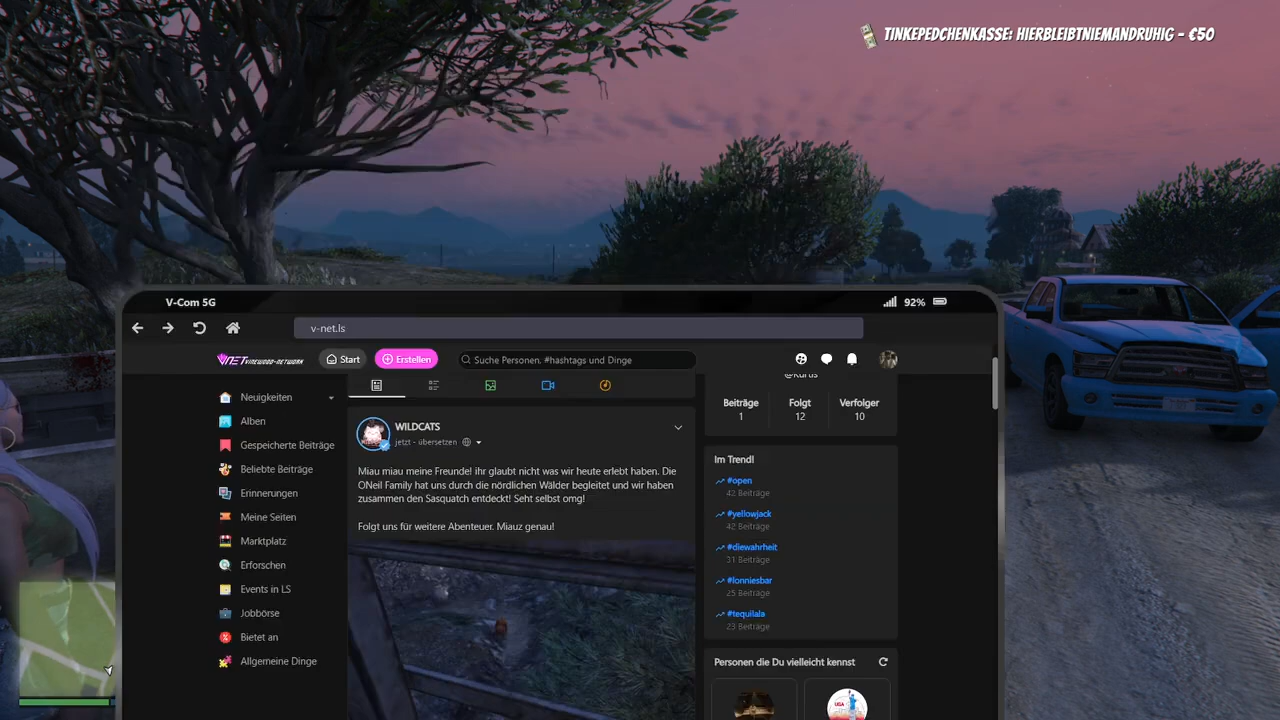 TINKEPEDCHENKASSE: HIERBLEIBTNIEMANDRUHIG - €50
V-Com 5G
92%
v-net.ls
VNET VINEWOOD-NETWORK
Start
Erstellen
Suche Personen, #hashtags und Dinge
Neuigkeiten
Alben
Gespeicherte Beiträge
Beliebte Beiträge
Erinnerungen
Meine Seiten
Marktplatz
Erforschen
Events in LS
Jobbörse
Bietet an
Allgemeine Dinge
WILDCATS
jetzt - übersetzen
Miau miau meine Freunde! ihr glaubt nicht was wir heute erlebt haben. Die
ONeil Family hat uns durch die nördlichen Wälder begleitet und wir haben
zusammen den Sasquatch entdeckt! Seht selbst omg!
Folgt uns für weitere Abenteuer. Miauz genau!
@Kurtis
Beiträge
1
Folgt
12
Verfolger
10
Im Trend!
#open
42 Beiträge
#yellowjack
42 Beiträge
#diewahrheit
31 Beiträge
#lonniesbar
25 Beiträge
#tequilala
23 Beiträge
Personen die Du vielleicht kennst